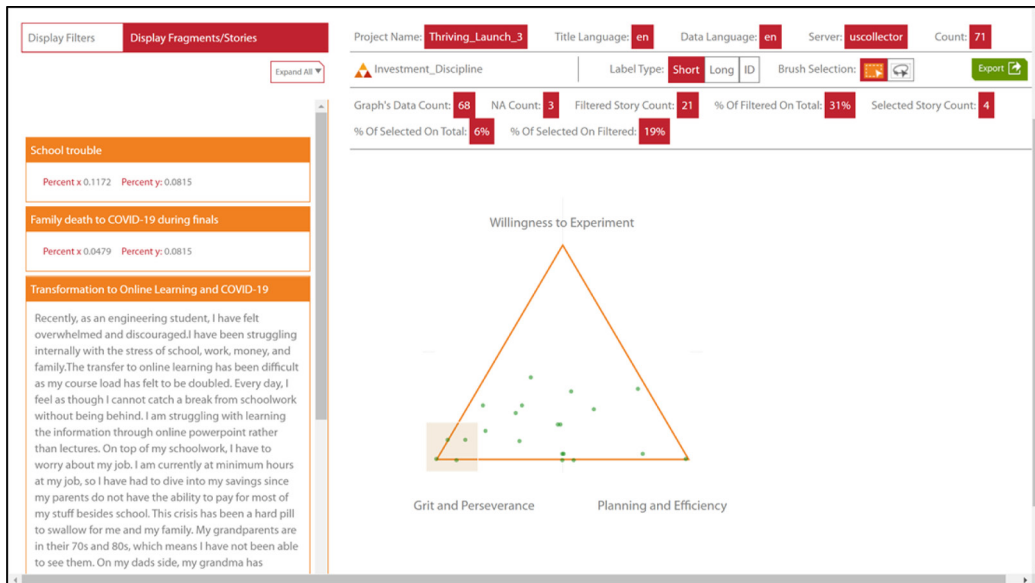 Display Filters
Display Fragments/Stories
Expand All
School trouble
Percent x 0.1172 Percent y: 0.0815
Family death to COVID-19 during finals
Percent x 0.0479 Percent y: 0.0815
Transformation to Online Learning and COVID-19
Recently, as an engineering student, I have felt
overwhelmed and discouraged.I have been struggling
internally with the stress of school, work, money, and
family.The transfer to online learning has been difficult
as my course load has felt to be doubled. Every day, I
feel as though I cannot catch a break from schoolwork
without being behind. I am struggling with learning
the information through online powerpoint rather
than lectures. On top of my schoolwork, I have to
worry about my job. I am currently at minimum hours
at my job, so I have had to dive into my savings since
my parents do not have the ability to pay for most of
my stuff besides school. This crisis has been a hard pill
to swallow for me and my family. My grandparents are
in their 70s and 80s, which means I have not been able
to see them. On my dads side, my grandma has
Project Name: Thriving_Launch_3 Title Language: en Data Language: en Server: uscollector Count: 71
Investment_Discipline Label Type: Short Long ID Brush Selection: Export
Graph's Data Count: 68 NA Count: 3 Filtered Story Count: 21 % Of Filtered On Total: 31% Selected Story Count: 4
% Of Selected On Total: 6% % Of Selected On Filtered: 19%
Willingness to Experiment
Grit and Perseverance
Planning and Efficiency